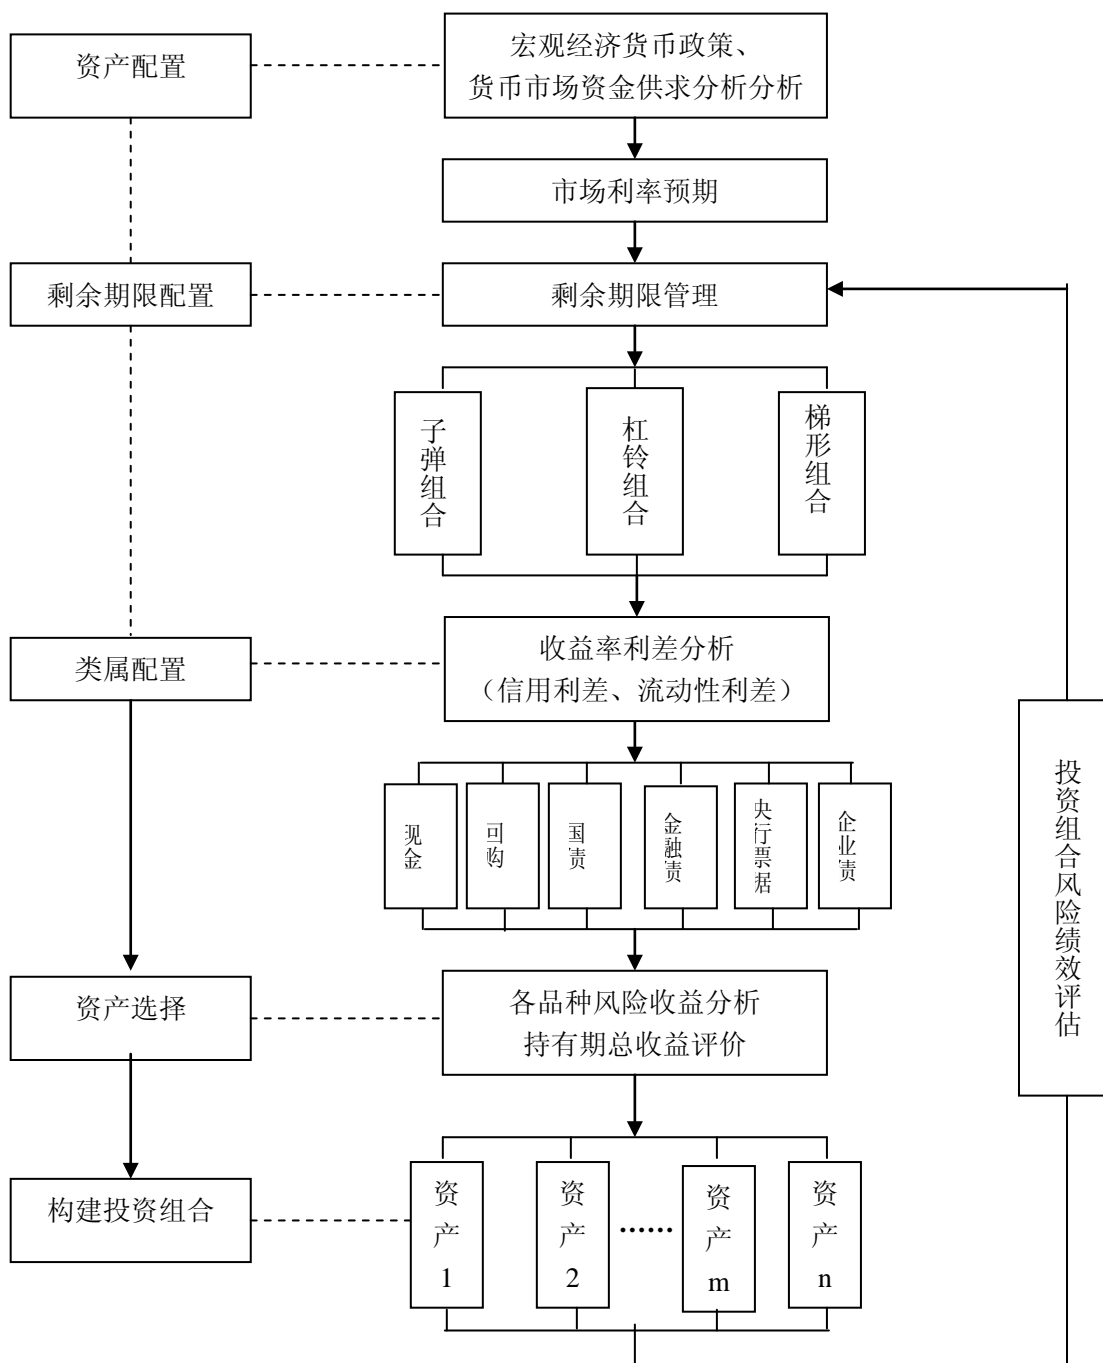 资产配置
宏观经济货币政策、
货币市场资金供求分析分析
市场利率预期
剩余期限配置
剩余期限管理
子弹组合
杠铃组合
梯形组合
类属配置
收益率利差分析
（信用利差、流动性利差）
现金
回购
国债
金融债
央行票据
企业债
投资组合风险绩效评估
资产选择
各品种风险收益分析
持有期总收益评价
构建投资组合
资产1
资产2
……
资产m
资产n